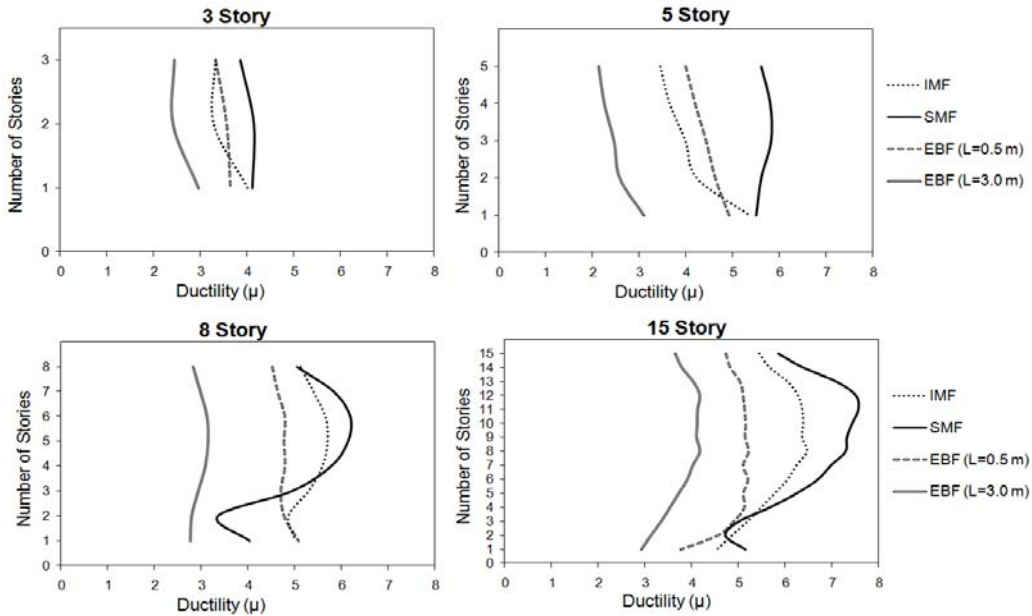 3 Story
Number of Stories
3
2
1
0
0 1 2 3 4 5 6 7 8
Ductility (μ)
5 Story
Number of Stories
5
4
3
2
1
0
0 1 2 3 4 5 6 7 8
Ductility (μ)
IMF
SMF
EBF (L=0.5 m)
EBF (L=3.0 m)
8 Story
Number of Stories
8
7
6
5
4
3
2
1
0
0 1 2 3 4 5 6 7 8
Ductility (μ)
15 Story
Number of Stories
15
14
13
12
11
10
9
8
7
6
5
4
3
2
1
0
0 1 2 3 4 5 6 7 8
Ductility (μ)
IMF
SMF
EBF (L=0.5 m)
EBF (L=3.0 m)